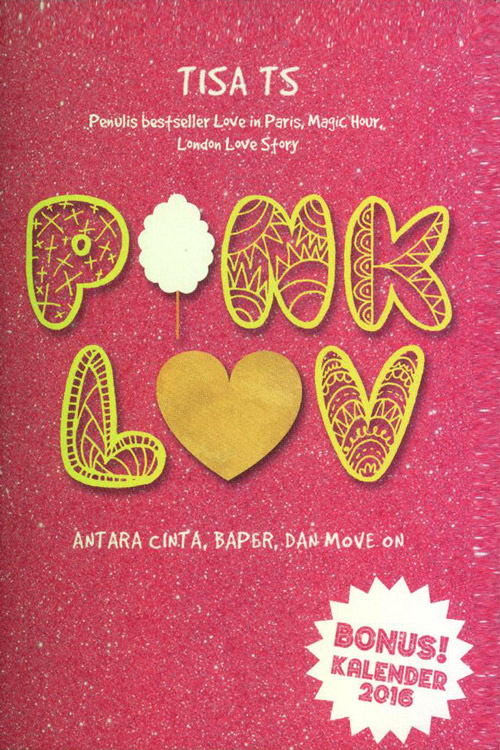 TISA TS
Penulis bestseller Love in Paris, Magic Hour,
London Love Story
PINK
LOV
ANTARA CINTA, BAPER, DAN MOVE ON
BONUS!
KALENDER
2016